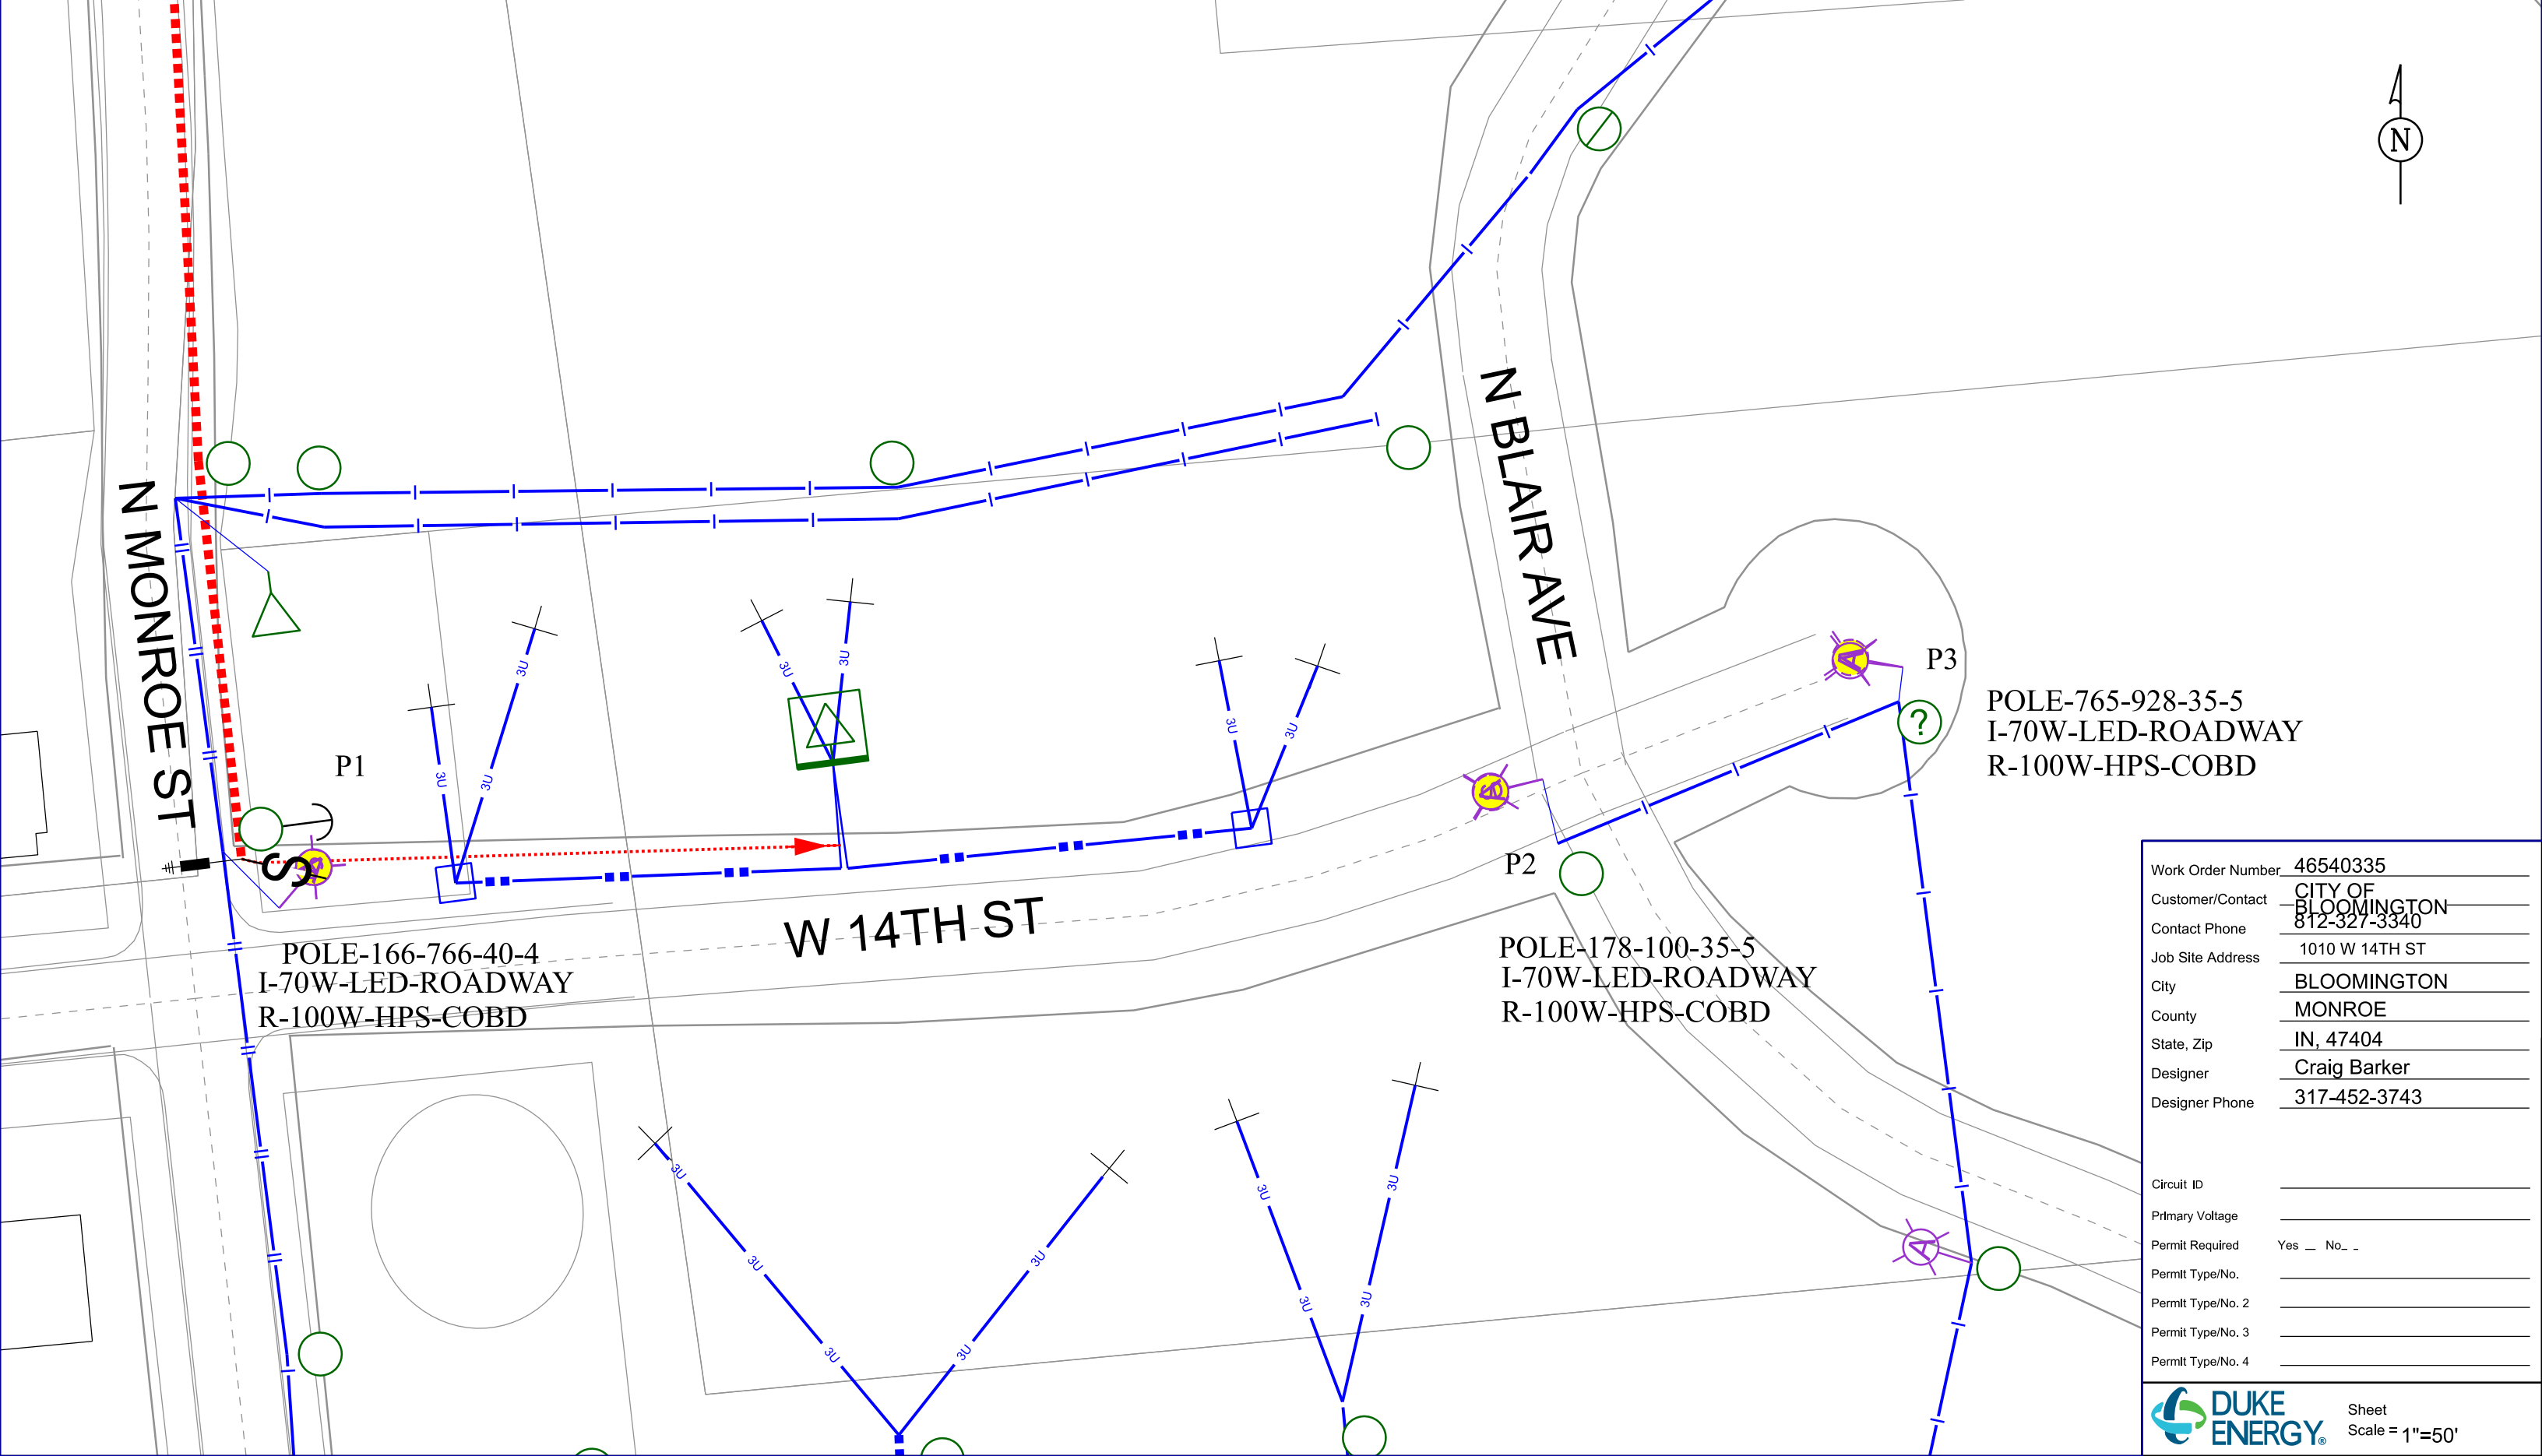 N
N MONROE ST
N BLAIR AVE
W 14TH ST
3U
3U
3U
3U
3U
3U
P1
I
S
S
POLE-166-766-40-4
I-70W-LED-ROADWAY
R-100W-HPS-COBD
S
P2
POLE-178-100-35-5
I-70W-LED-ROADWAY
R-100W-HPS-COBD
A
P3
?
POLE-765-928-35-5
I-70W-LED-ROADWAY
R-100W-HPS-COBD
A
3U
3U
3U
3U
3U
3U
3U
3U
3U
Work Order Number 46540335
Customer/Contact CITY OF
BLOOMINGTON
Contact Phone 812-327-3340
Job Site Address 1010 W 14TH ST
City BLOOMINGTON
County MONROE
State, Zip IN, 47404
Designer Craig Barker
Designer Phone 317-452-3743
Circuit ID
Primary Voltage
Permit Required Yes _ No_ _
Permit Type/No.
Permit Type/No. 2
Permit Type/No. 3
Permit Type/No. 4
DUKE
ENERGY®
Sheet
Scale = 1"=50'